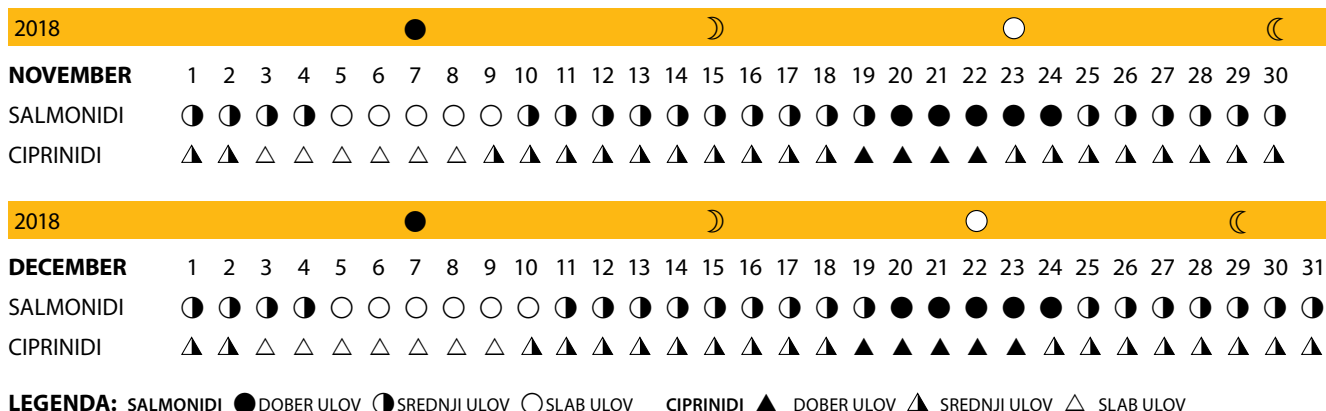 2018
NOVEMBER 1 2 3 4 5 6 7 8 9 10 11 12 13 14 15 16 17 18 19 20 21 22 23 24 25 26 27 28 29 30
SALMONIDI
CIPRINIDI
2018
DECEMBER 1 2 3 4 5 6 7 8 9 10 11 12 13 14 15 16 17 18 19 20 21 22 23 24 25 26 27 28 29 30 31
SALMONIDI
CIPRINIDI
LEGENDA: SALMONIDI DOBER ULOV SREDNJI ULOV SLAB ULOV CIPRINIDI DOBER ULOV SREDNJI ULOV SLAB ULOV